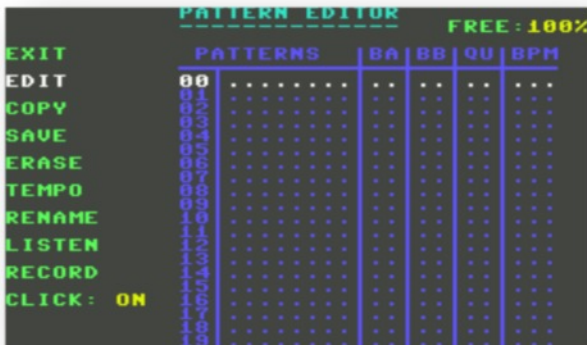 PATTERN EDITOR
FREE:100%
EXIT PATTERNS BA BB QU BPM
EDIT 00 ........ .. .. .. ...
01 ........ .. .. .. ...
COPY 02 ........ .. .. .. ...
03 ........ .. .. .. ...
SAVE 04 ........ .. .. .. ...
05 ........ .. .. .. ...
ERASE 06 ........ .. .. .. ...
07 ........ .. .. .. ...
TEMPO 08 ........ .. .. .. ...
09 ........ .. .. .. ...
RENAME 10 ........ .. .. .. ...
11 ........ .. .. .. ...
LISTEN 12 ........ .. .. .. ...
13 ........ .. .. .. ...
RECORD 14 ........ .. .. .. ...
15 ........ .. .. .. ...
CLICK: ON 16 ........ .. .. .. ...
17 ........ .. .. .. ...
18 ........ .. .. .. ...
19 ........ .. .. .. ...